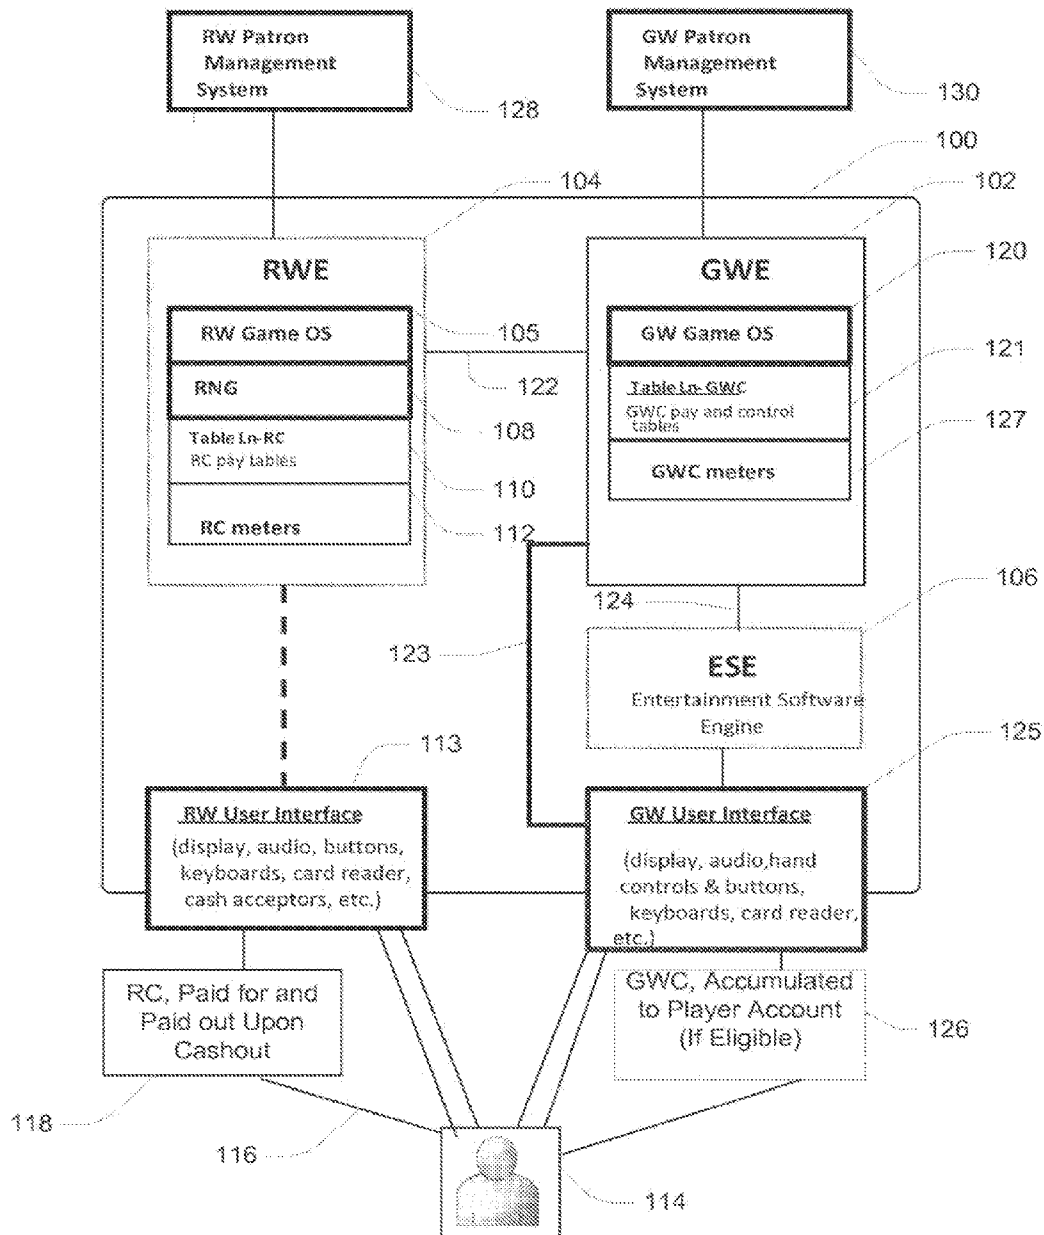 RW Patron
Management
System
128
GW Patron
Management
System
130
100
104
102
RWE
GWE
120
RW Game OS
105
GW Game OS
121
122
RNG
Table Ln-GWC
GWC pay and control
tables
108
127
Table Ln-RC
RC pay tables
110
GWC meters
112
RC meters
106
124
123
ESE
Entertainment Software
Engine
113
125
RW User Interface
(display, audio, buttons,
keyboards, card reader,
cash acceptors, etc.)
GW User Interface
(display, audio,hand
controls & buttons,
keyboards, card reader,
etc.)
RC, Paid for and
Paid out Upon
Cashout
GWC, Accumulated
to Player Account
(If Eligible)
126
118
116
114